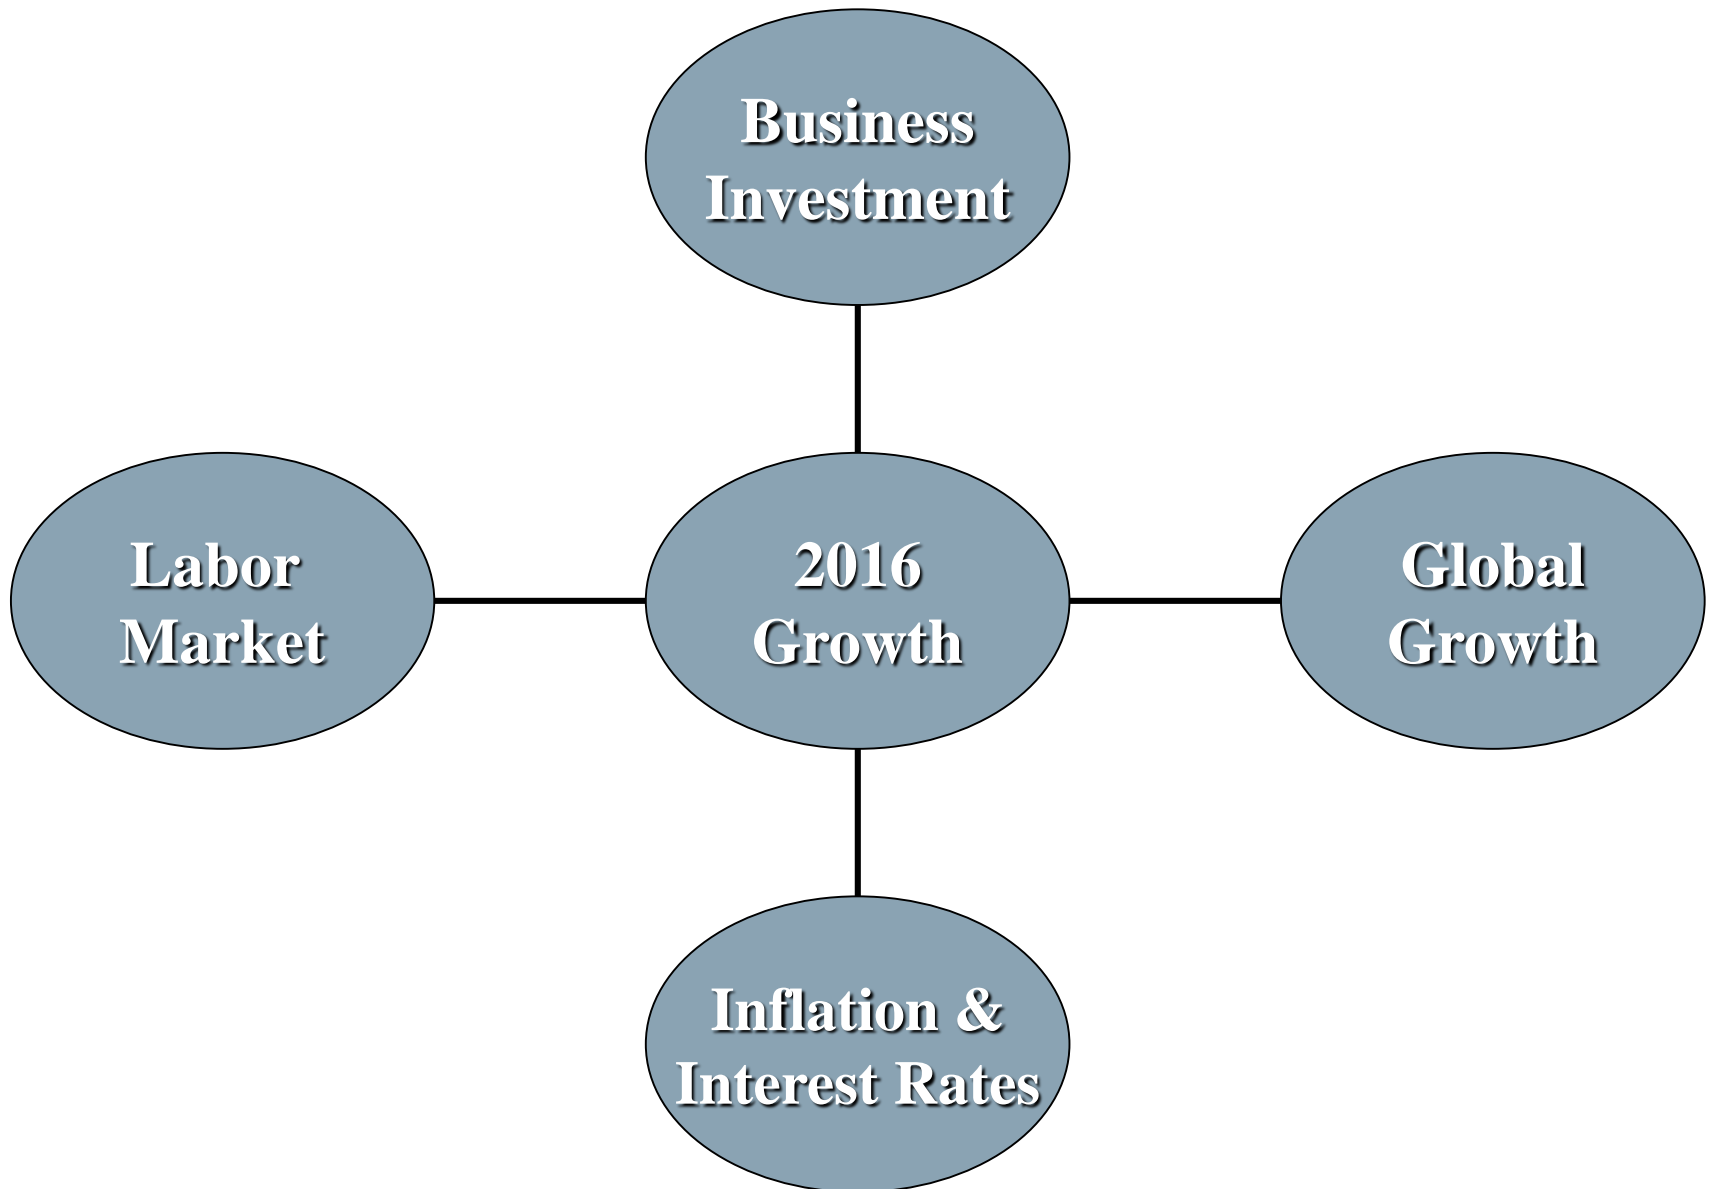 Business
Investment
Labor
Market
2016
Growth
Global
Growth
Inflation &
Interest Rates